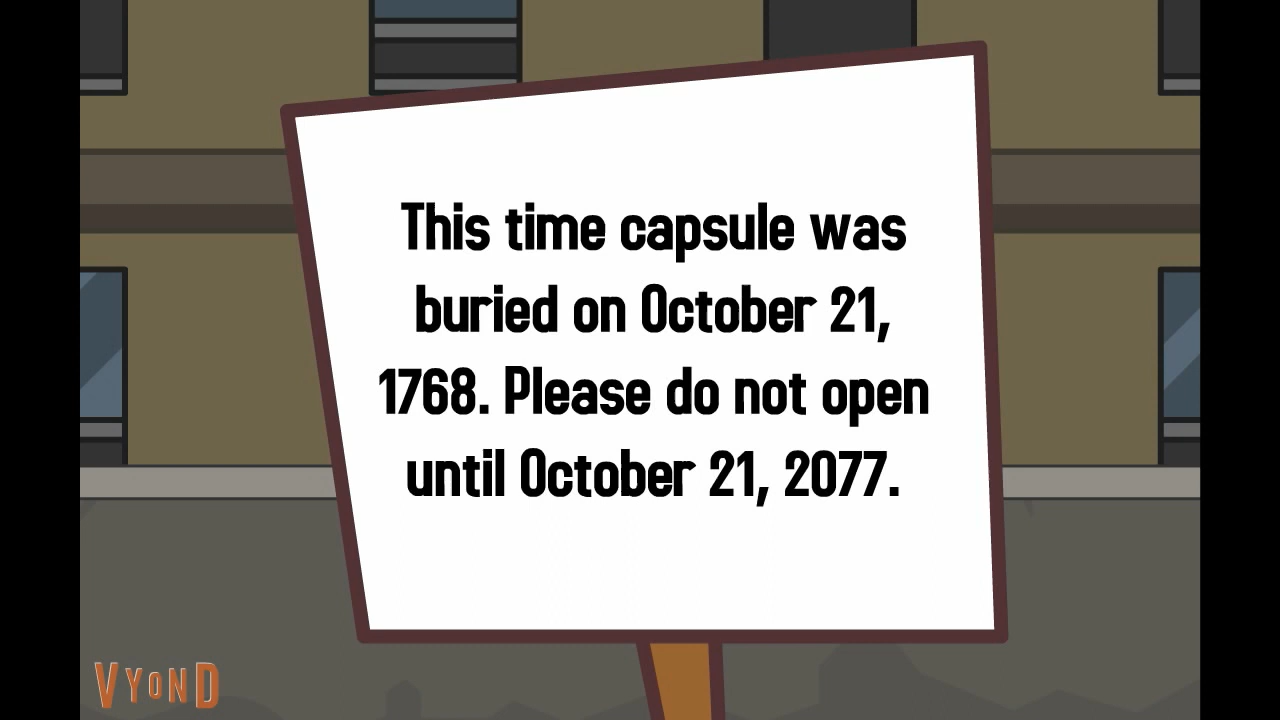 This time capsule was
buried on October 21,
1768. Please do not open
until October 21, 2077.
VYOND